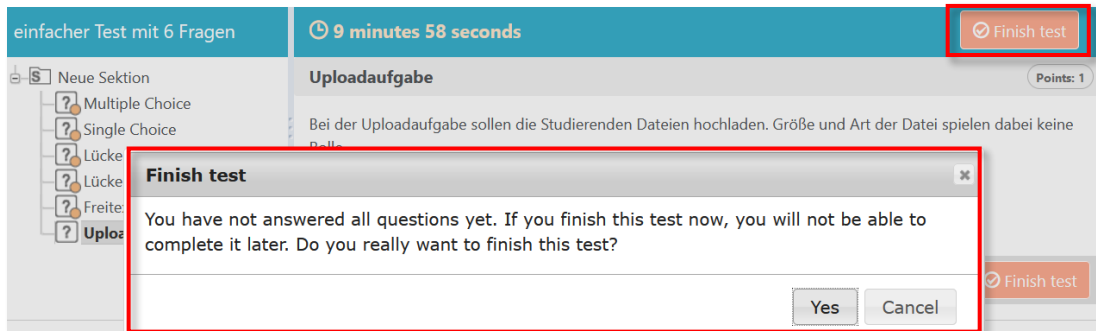 einfacher Test mit 6 Fragen
9 minutes 58 seconds
Finish test
Neue Sektion
Multiple Choice
Single Choice
Lücke
Lücke
Freite
Uploa
Uploadaufgabe
Points: 1
Bei der Uploadaufgabe sollen die Studierenden Dateien hochladen. Größe und Art der Datei spielen dabei keine
Finish test
You have not answered all questions yet. If you finish this test now, you will not be able to
complete it later. Do you really want to finish this test?
Yes
Cancel
Finish test